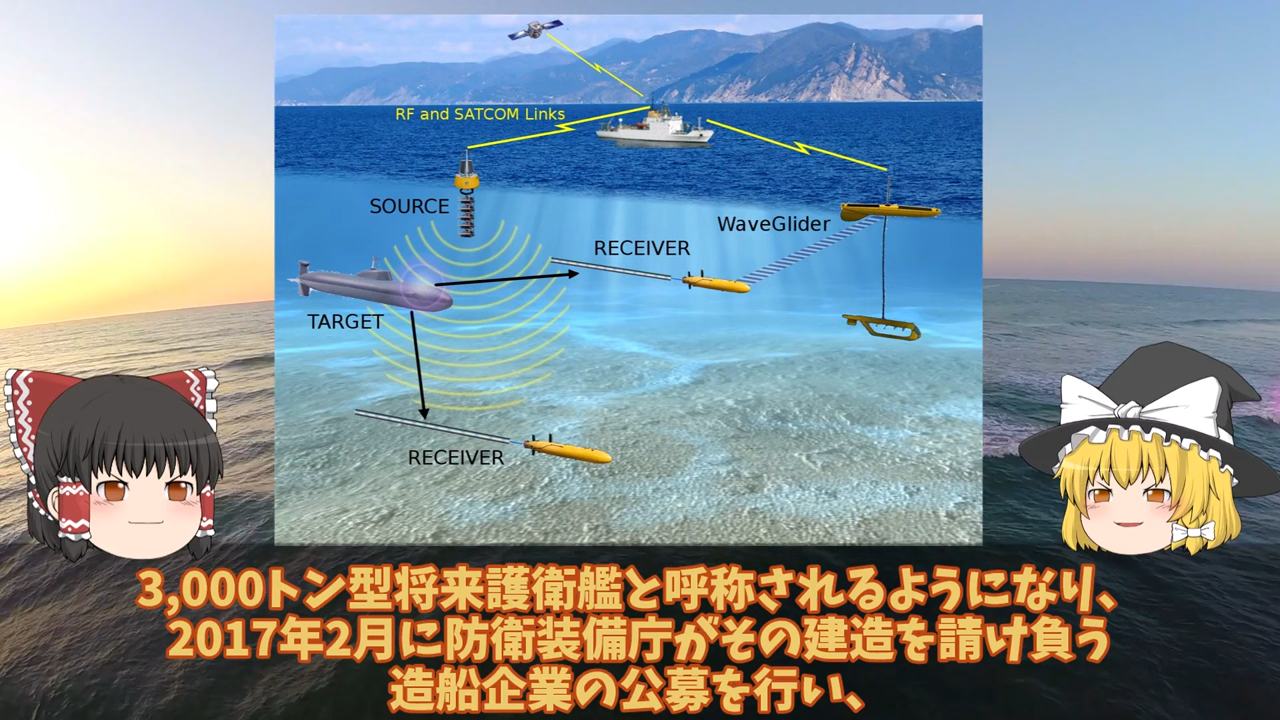 RF and SATCOM Links
SOURCE
WaveGlider
RECEIVER
TARGET
RECEIVER
3,000トン型将来護衛艦と呼称されるようになり、
2017年2月に防衛装備庁がその建造を請け負う
造船企業の公募を行い、